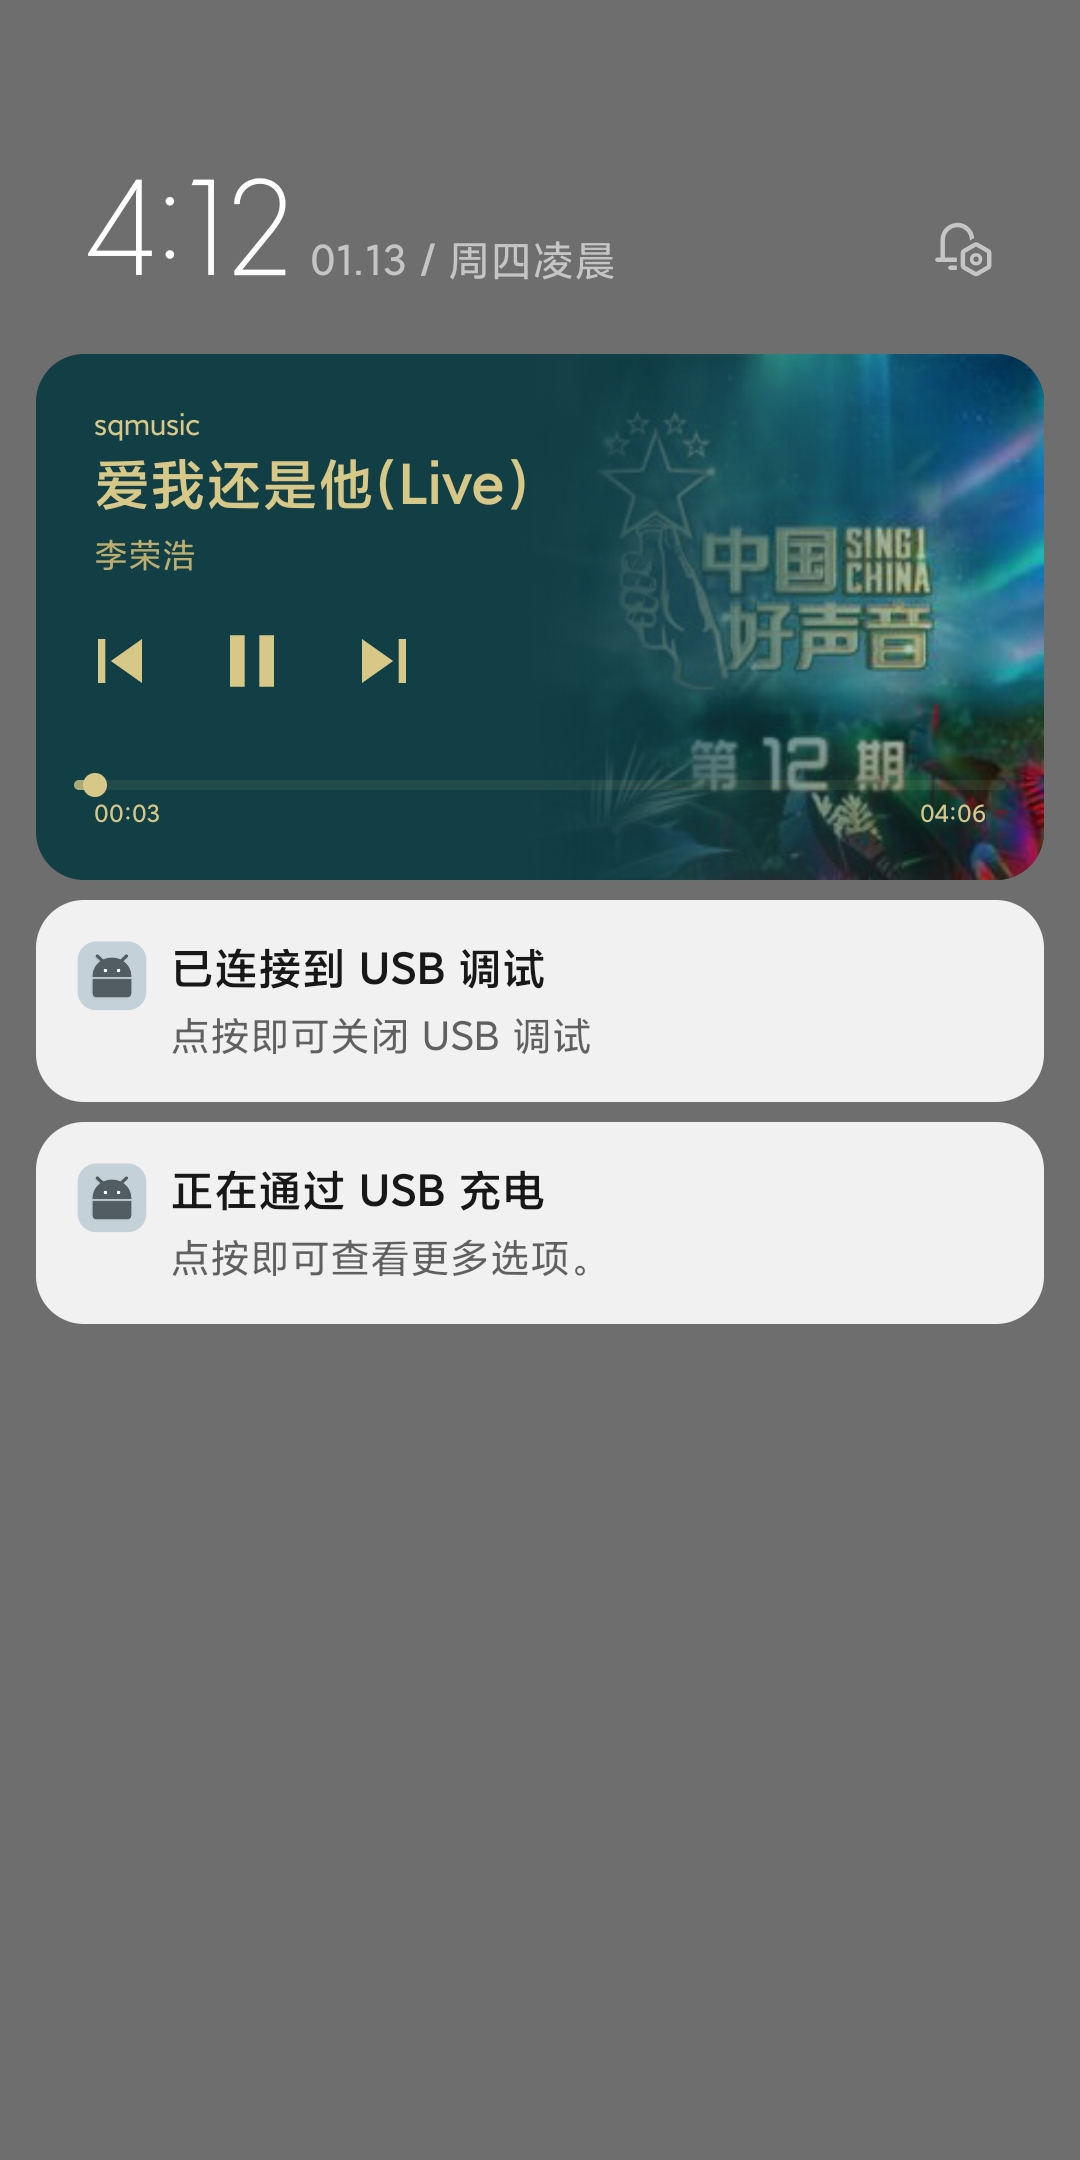 4:12 01.13 / 周四凌晨
sqmusic
爱我还是他(Live)
李荣浩
中国 SING! CHINA
好声音
第 12 期
00:03 04:06
已连接到 USB 调试
点按即可关闭 USB 调试
正在通过 USB 充电
点按即可查看更多选项。